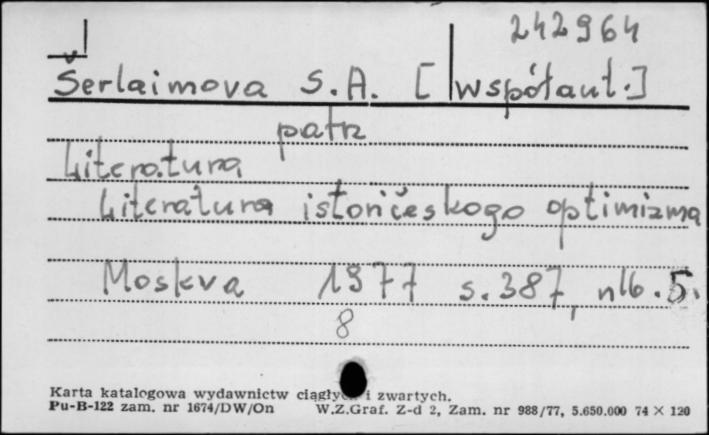 242964
Šerlaimova S.A. [współaut.]
patrz
Literatura
Literatura istoričeskogo optimizma
Moskva 1977 s.387, nlb.5.
8
Karta katalogowa wydawnictw ciągłych i zwartych.
Pu-B-122 zam. nr 1674/DW/On W.Z.Graf. Z-d 2, Zam. nr 988/77, 5.650.000 74 × 120